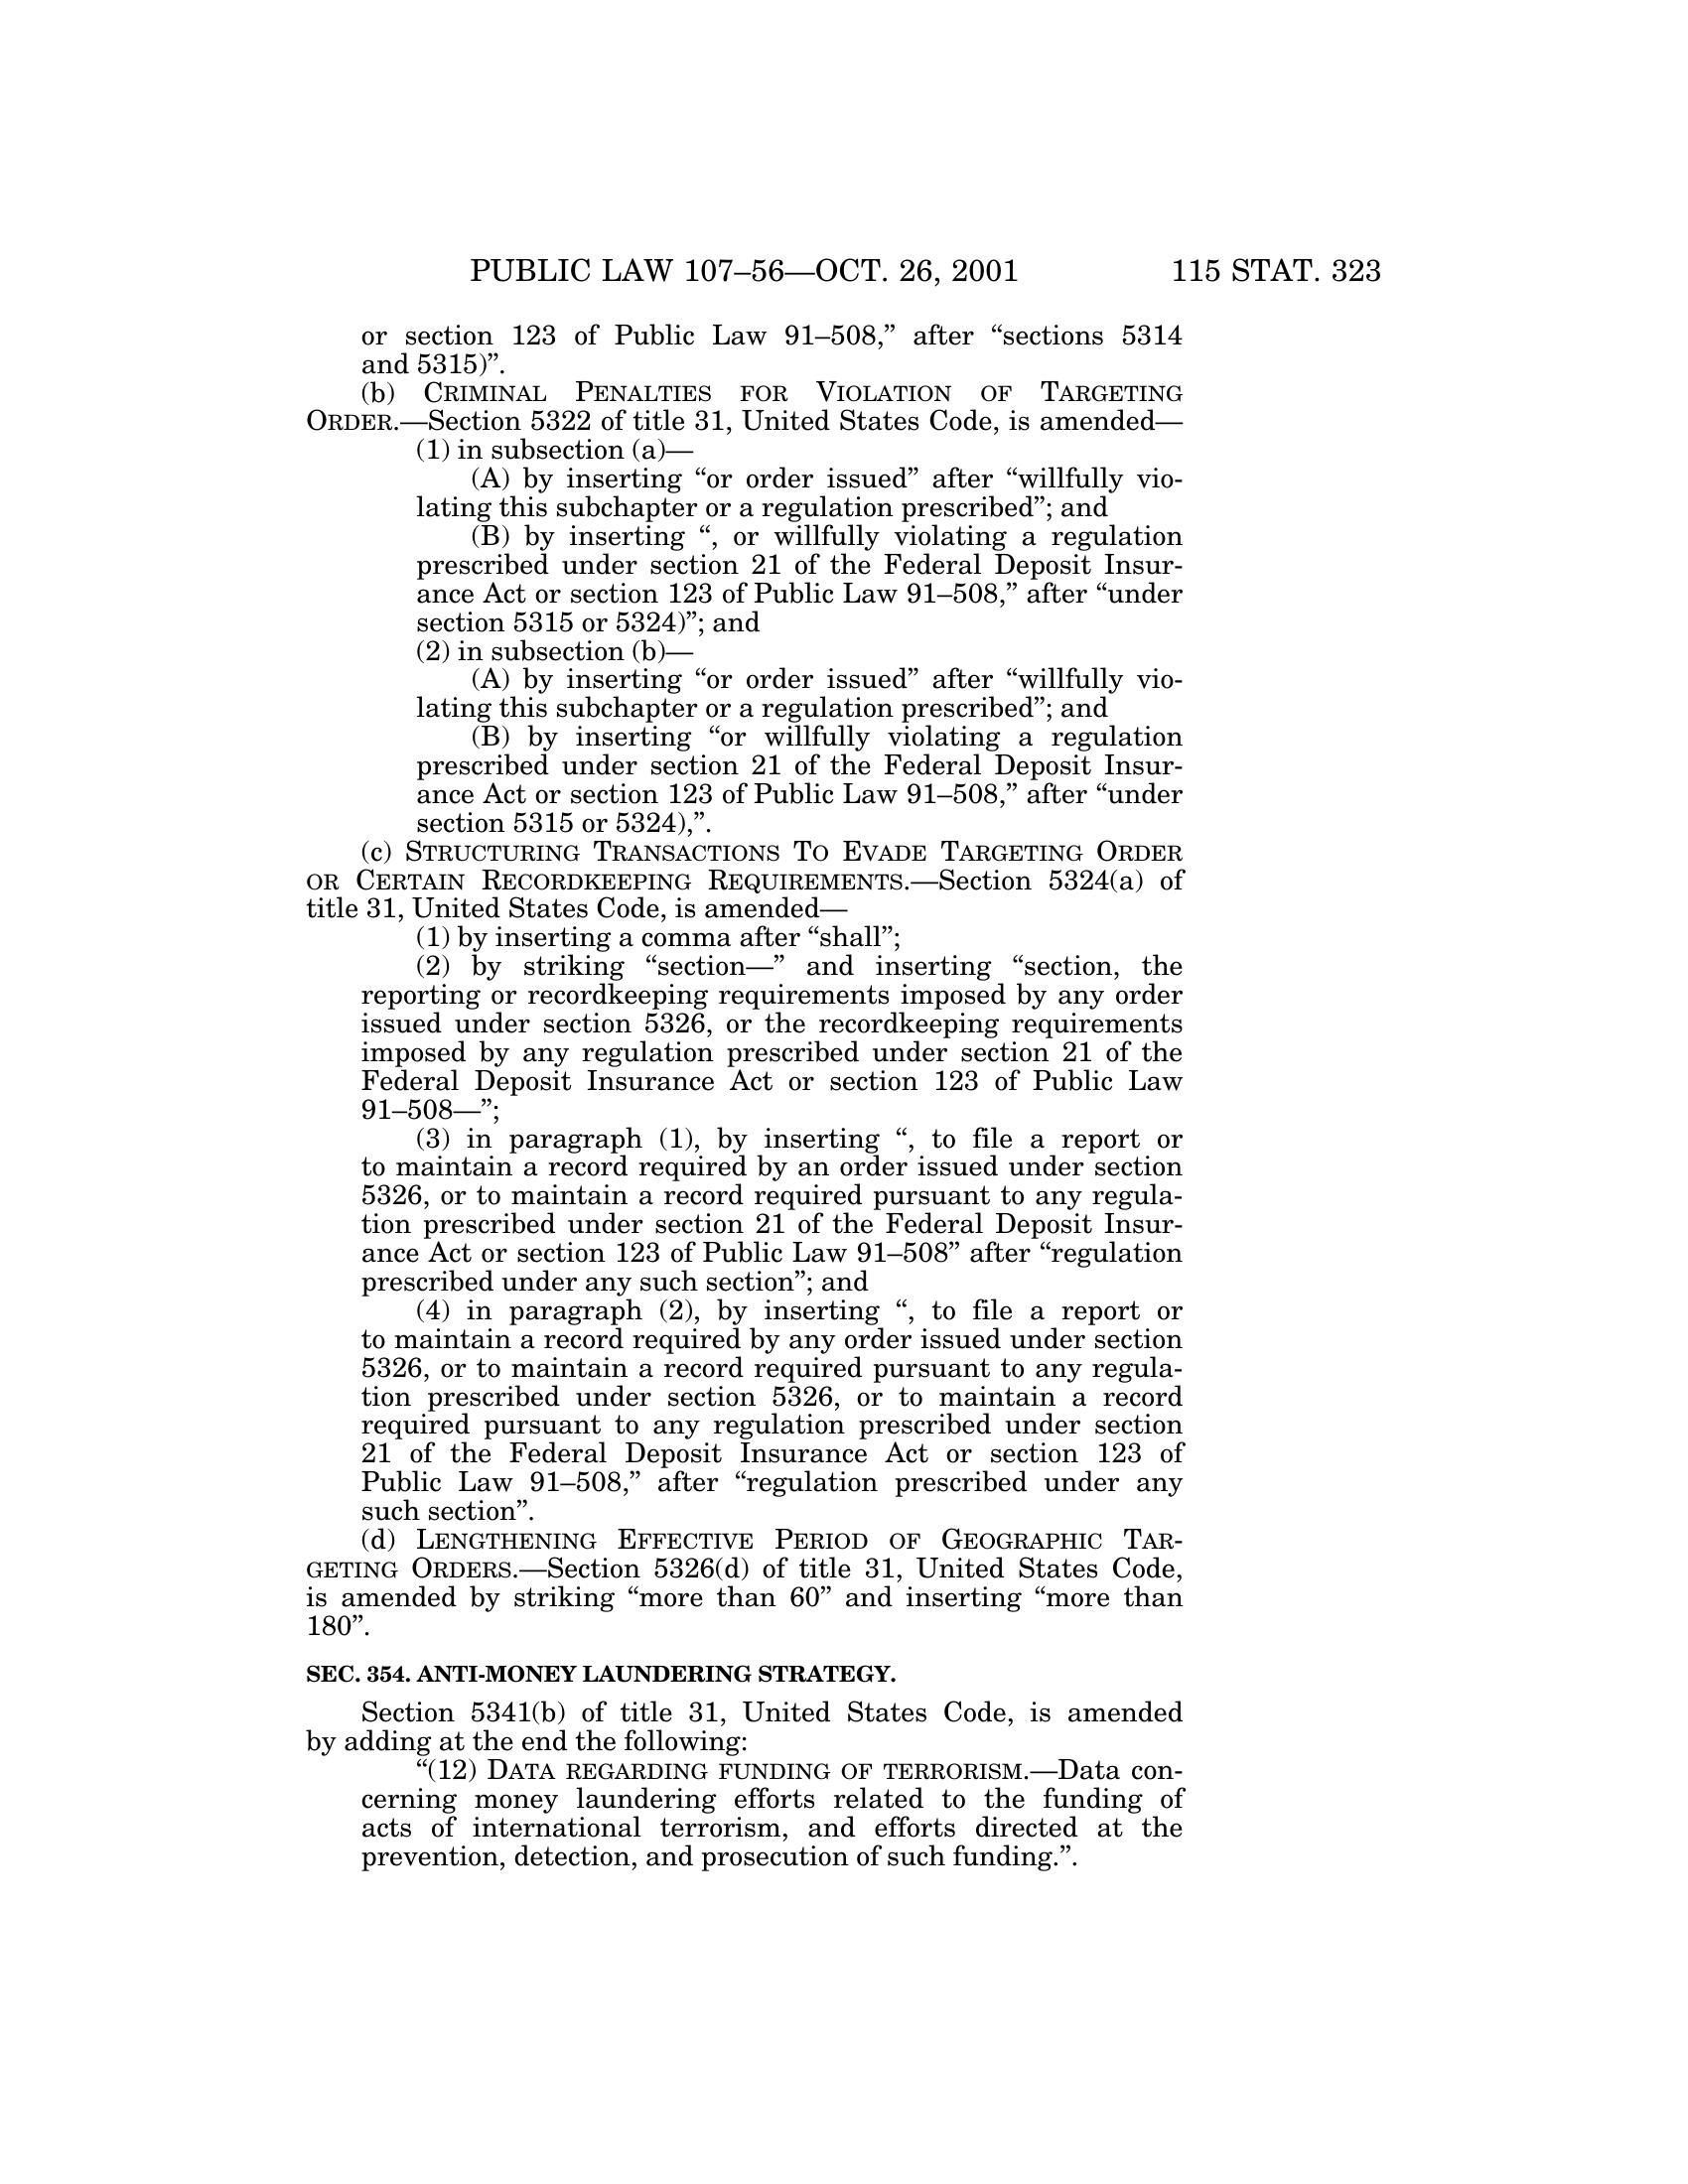 PUBLIC LAW 107–56—OCT. 26, 2001 115 STAT. 323
or section 123 of Public Law 91–508,” after “sections 5314
and 5315)”.
(b) CRIMINAL PENALTIES FOR VIOLATION OF TARGETING
ORDER.—Section 5322 of title 31, United States Code, is amended—
(1) in subsection (a)—
(A) by inserting “or order issued” after “willfully vio-
lating this subchapter or a regulation prescribed”; and
(B) by inserting “, or willfully violating a regulation
prescribed under section 21 of the Federal Deposit Insur-
ance Act or section 123 of Public Law 91–508,” after “under
section 5315 or 5324)”; and
(2) in subsection (b)—
(A) by inserting “or order issued” after “willfully vio-
lating this subchapter or a regulation prescribed”; and
(B) by inserting “or willfully violating a regulation
prescribed under section 21 of the Federal Deposit Insur-
ance Act or section 123 of Public Law 91–508,” after “under
section 5315 or 5324),”.
(c) STRUCTURING TRANSACTIONS TO EVADE TARGETING ORDER
OR CERTAIN RECORDKEEPING REQUIREMENTS.—Section 5324(a) of
title 31, United States Code, is amended—
(1) by inserting a comma after “shall”;
(2) by striking “section—” and inserting “section, the
reporting or recordkeeping requirements imposed by any order
issued under section 5326, or the recordkeeping requirements
imposed by any regulation prescribed under section 21 of the
Federal Deposit Insurance Act or section 123 of Public Law
91–508—”;
(3) in paragraph (1), by inserting “, to file a report or
to maintain a record required by an order issued under section
5326, or to maintain a record required pursuant to any regula-
tion prescribed under section 21 of the Federal Deposit Insur-
ance Act or section 123 of Public Law 91–508” after “regulation
prescribed under any such section”; and
(4) in paragraph (2), by inserting “, to file a report or
to maintain a record required by any order issued under section
5326, or to maintain a record required pursuant to any regula-
tion prescribed under section 5326, or to maintain a record
required pursuant to any regulation prescribed under section
21 of the Federal Deposit Insurance Act or section 123 of
Public Law 91–508,” after “regulation prescribed under any
such section”.
(d) LENGTHENING EFFECTIVE PERIOD OF GEOGRAPHIC TAR-
GETING ORDERS.—Section 5326(d) of title 31, United States Code,
is amended by striking “more than 60” and inserting “more than
180”.
SEC. 354. ANTI-MONEY LAUNDERING STRATEGY.
Section 5341(b) of title 31, United States Code, is amended
by adding at the end the following:
“(12) DATA REGARDING FUNDING OF TERRORISM.—Data con-
cerning money laundering efforts related to the funding of
acts of international terrorism, and efforts directed at the
prevention, detection, and prosecution of such funding.”.